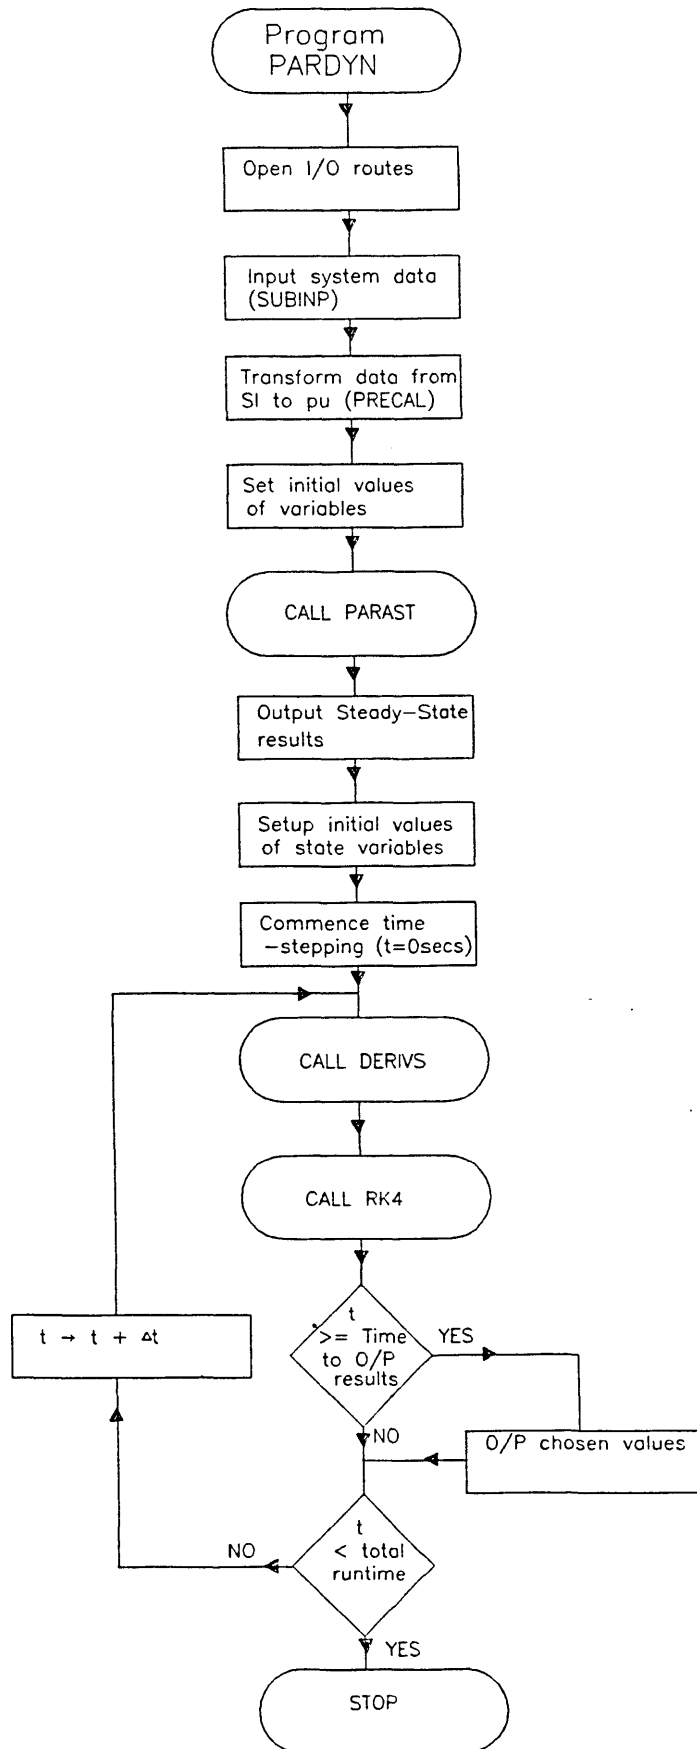 Program
PARDYN
Open I/O routes
Input system data
(SUBINP)
Transform data from
SI to pu (PRECAL)
Set initial values
of variables
CALL PARAST
Output Steady-State
results
Setup initial values
of state variables
Commence time
-stepping (t=0secs)
CALL DERIVS
CALL RK4
t
>= Time
to O/P
results
YES
NO
O/P chosen values
t → t + Δt
t
< total
runtime
NO
YES
STOP